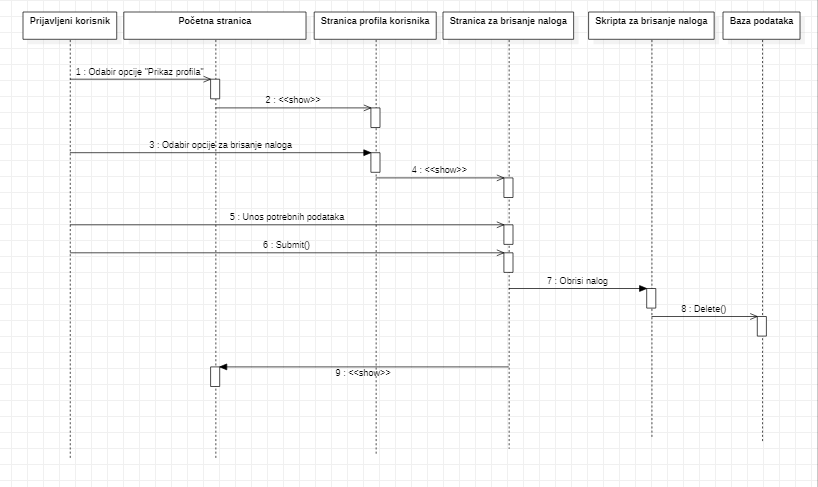 Prijavljeni korisnik
Početna stranica
Stranica profila korisnika
Stranica za brisanje naloga
Skripta za brisanje naloga
Baza podataka
1 : Odabir opcije "Prikaz profila"
2 : <<show>>
3 : Odabir opcije za brisanje naloga
4 : <<show>>
5 : Unos potrebnih podataka
6 : Submit()
7 : Obrisi nalog
8 : Delete()
9 : <<show>>